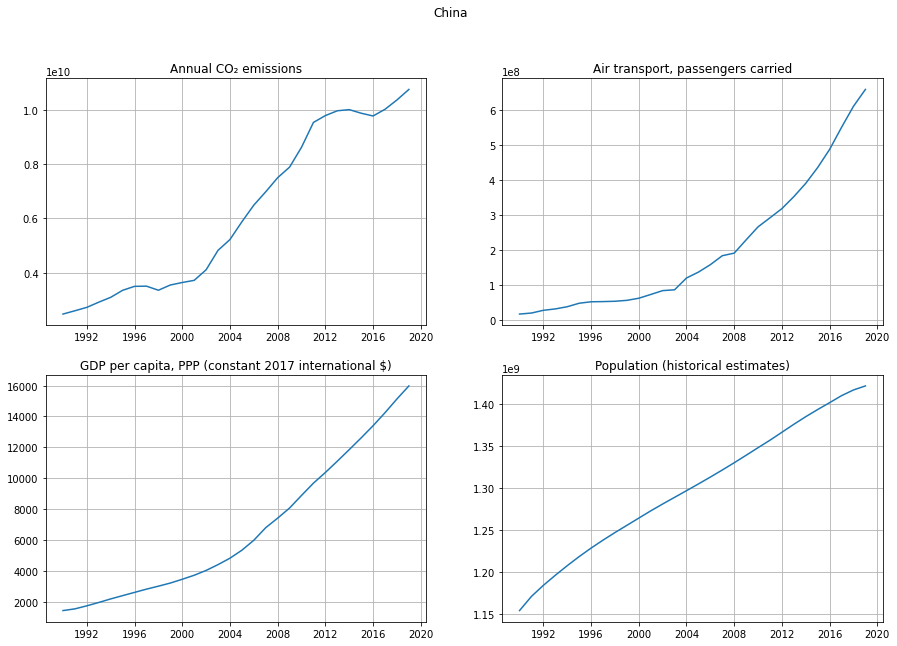 China
Annual CO₂ emissions
1e10
1.0
0.8
0.6
0.4
1992 1996 2000 2004 2008 2012 2016 2020
Air transport, passengers carried
1e8
6
5
4
3
2
1
0
1992 1996 2000 2004 2008 2012 2016 2020
GDP per capita, PPP (constant 2017 international $)
16000
14000
12000
10000
8000
6000
4000
2000
1992 1996 2000 2004 2008 2012 2016 2020
Population (historical estimates)
1e9
1.40
1.35
1.30
1.25
1.20
1.15
1992 1996 2000 2004 2008 2012 2016 2020